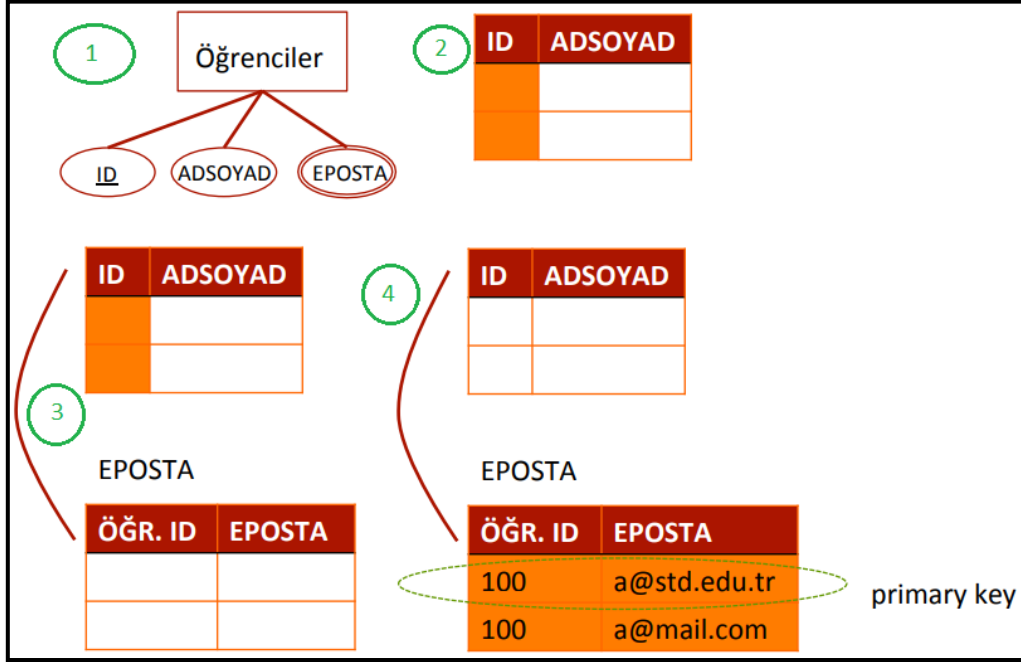 1
Öğrenciler
ID
ADSOYAD
EPOSTA
2
ID ADSOYAD
3
ID ADSOYAD
EPOSTA
ÖĞR. ID EPOSTA
4
ID ADSOYAD
EPOSTA
ÖĞR. ID EPOSTA
100 a@std.edu.tr
100 a@mail.com
primary key